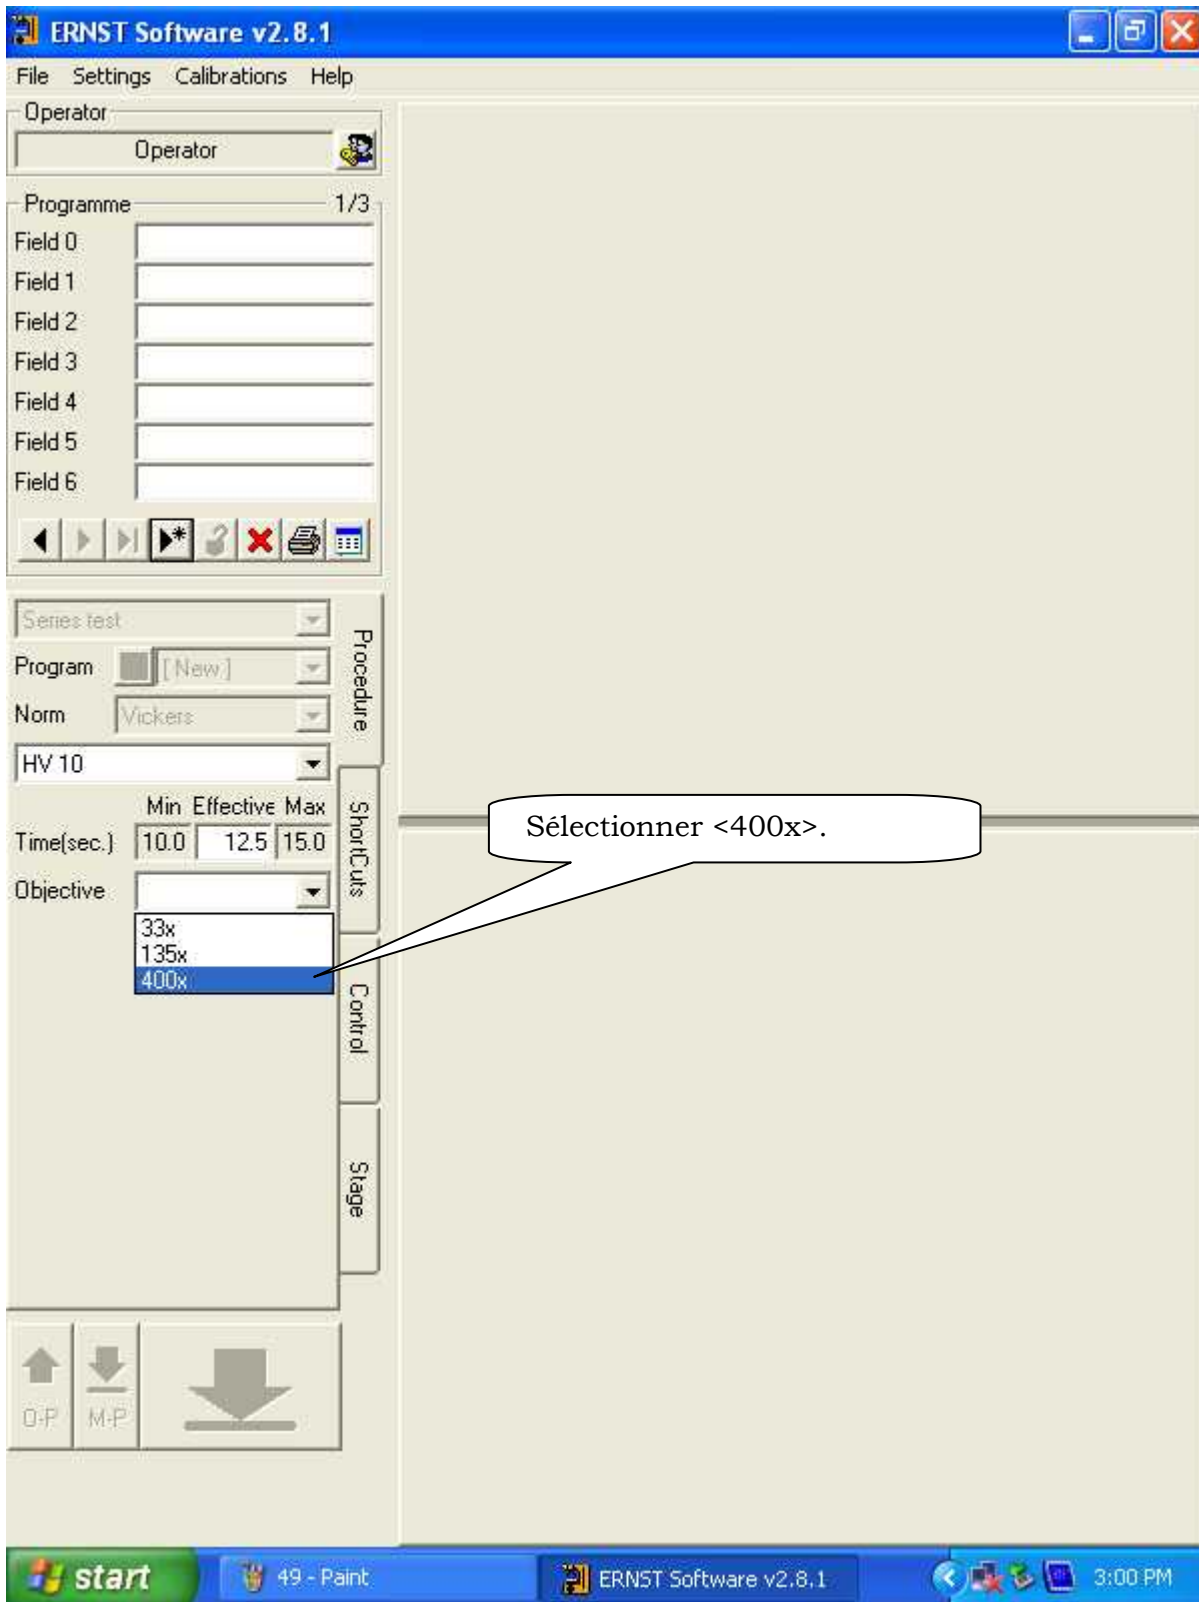 ERNST Software v2.8.1
File Settings Calibrations Help
Operator
Operator
Programme 1/3
Field 0
Field 1
Field 2
Field 3
Field 4
Field 5
Field 6
Series test
Program [ New ]
Norm Vickers
HV 10
Min Effective Max
Time(sec.) 10.0 12.5 15.0
Objective
33x
135x
400x
Procedure
ShortCuts
Control
Stage
Sélectionner <400x>.
O-P M-P
start 49 - Paint ERNST Software v2.8.1 3:00 PM